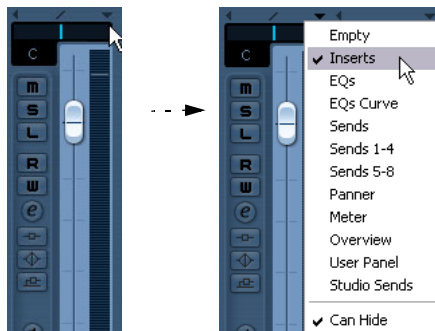 C
m
S
L
R
W
e
C
m
S
L
R
W
e
Empty
✔ Inserts
EQs
EQs Curve
Sends
Sends 1-4
Sends 5-8
Panner
Meter
Overview
User Panel
Studio Sends
✔ Can Hide